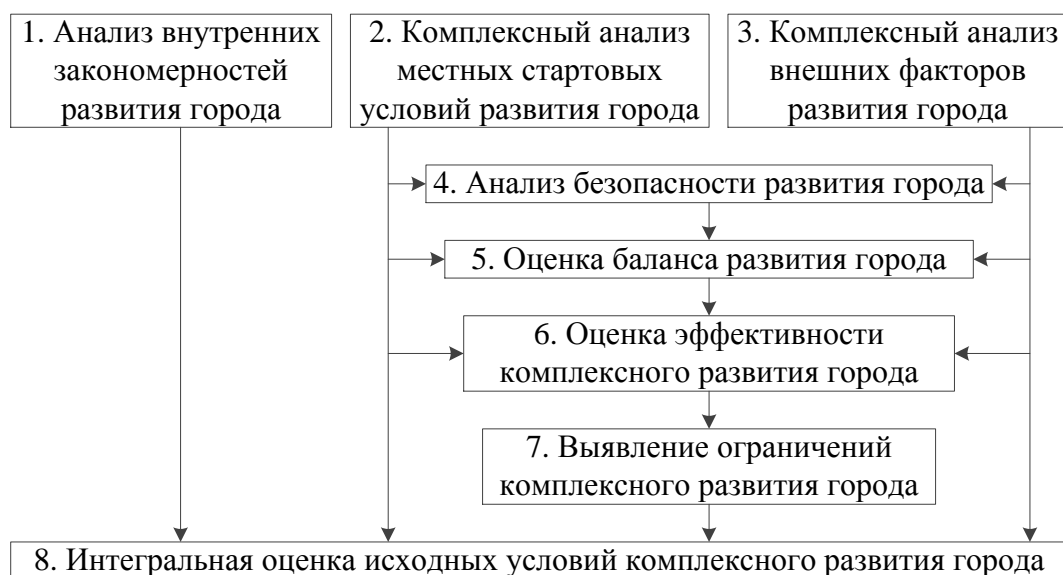 1. Анализ внутренних
закономерностей
развития города
2. Комплексный анализ
местных стартовых
условий развития города
3. Комплексный анализ
внешних факторов
развития города
4. Анализ безопасности развития города
5. Оценка баланса развития города
6. Оценка эффективности
комплексного развития города
7. Выявление ограничений
комплексного развития города
8. Интегральная оценка исходных условий комплексного развития города